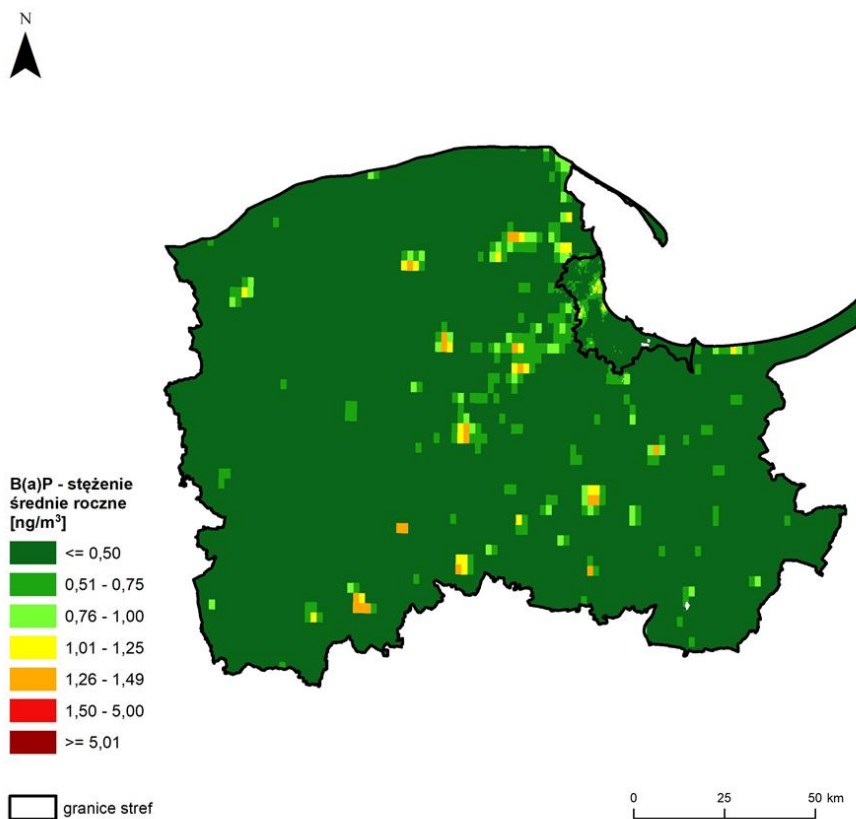 N
B(a)P - stężenie
średnie roczne
[ng/m³]
<= 0,50
0,51 - 0,75
0,76 - 1,00
1,01 - 1,25
1,26 - 1,49
1,50 - 5,00
>= 5,01
granice stref
0 25 50 km